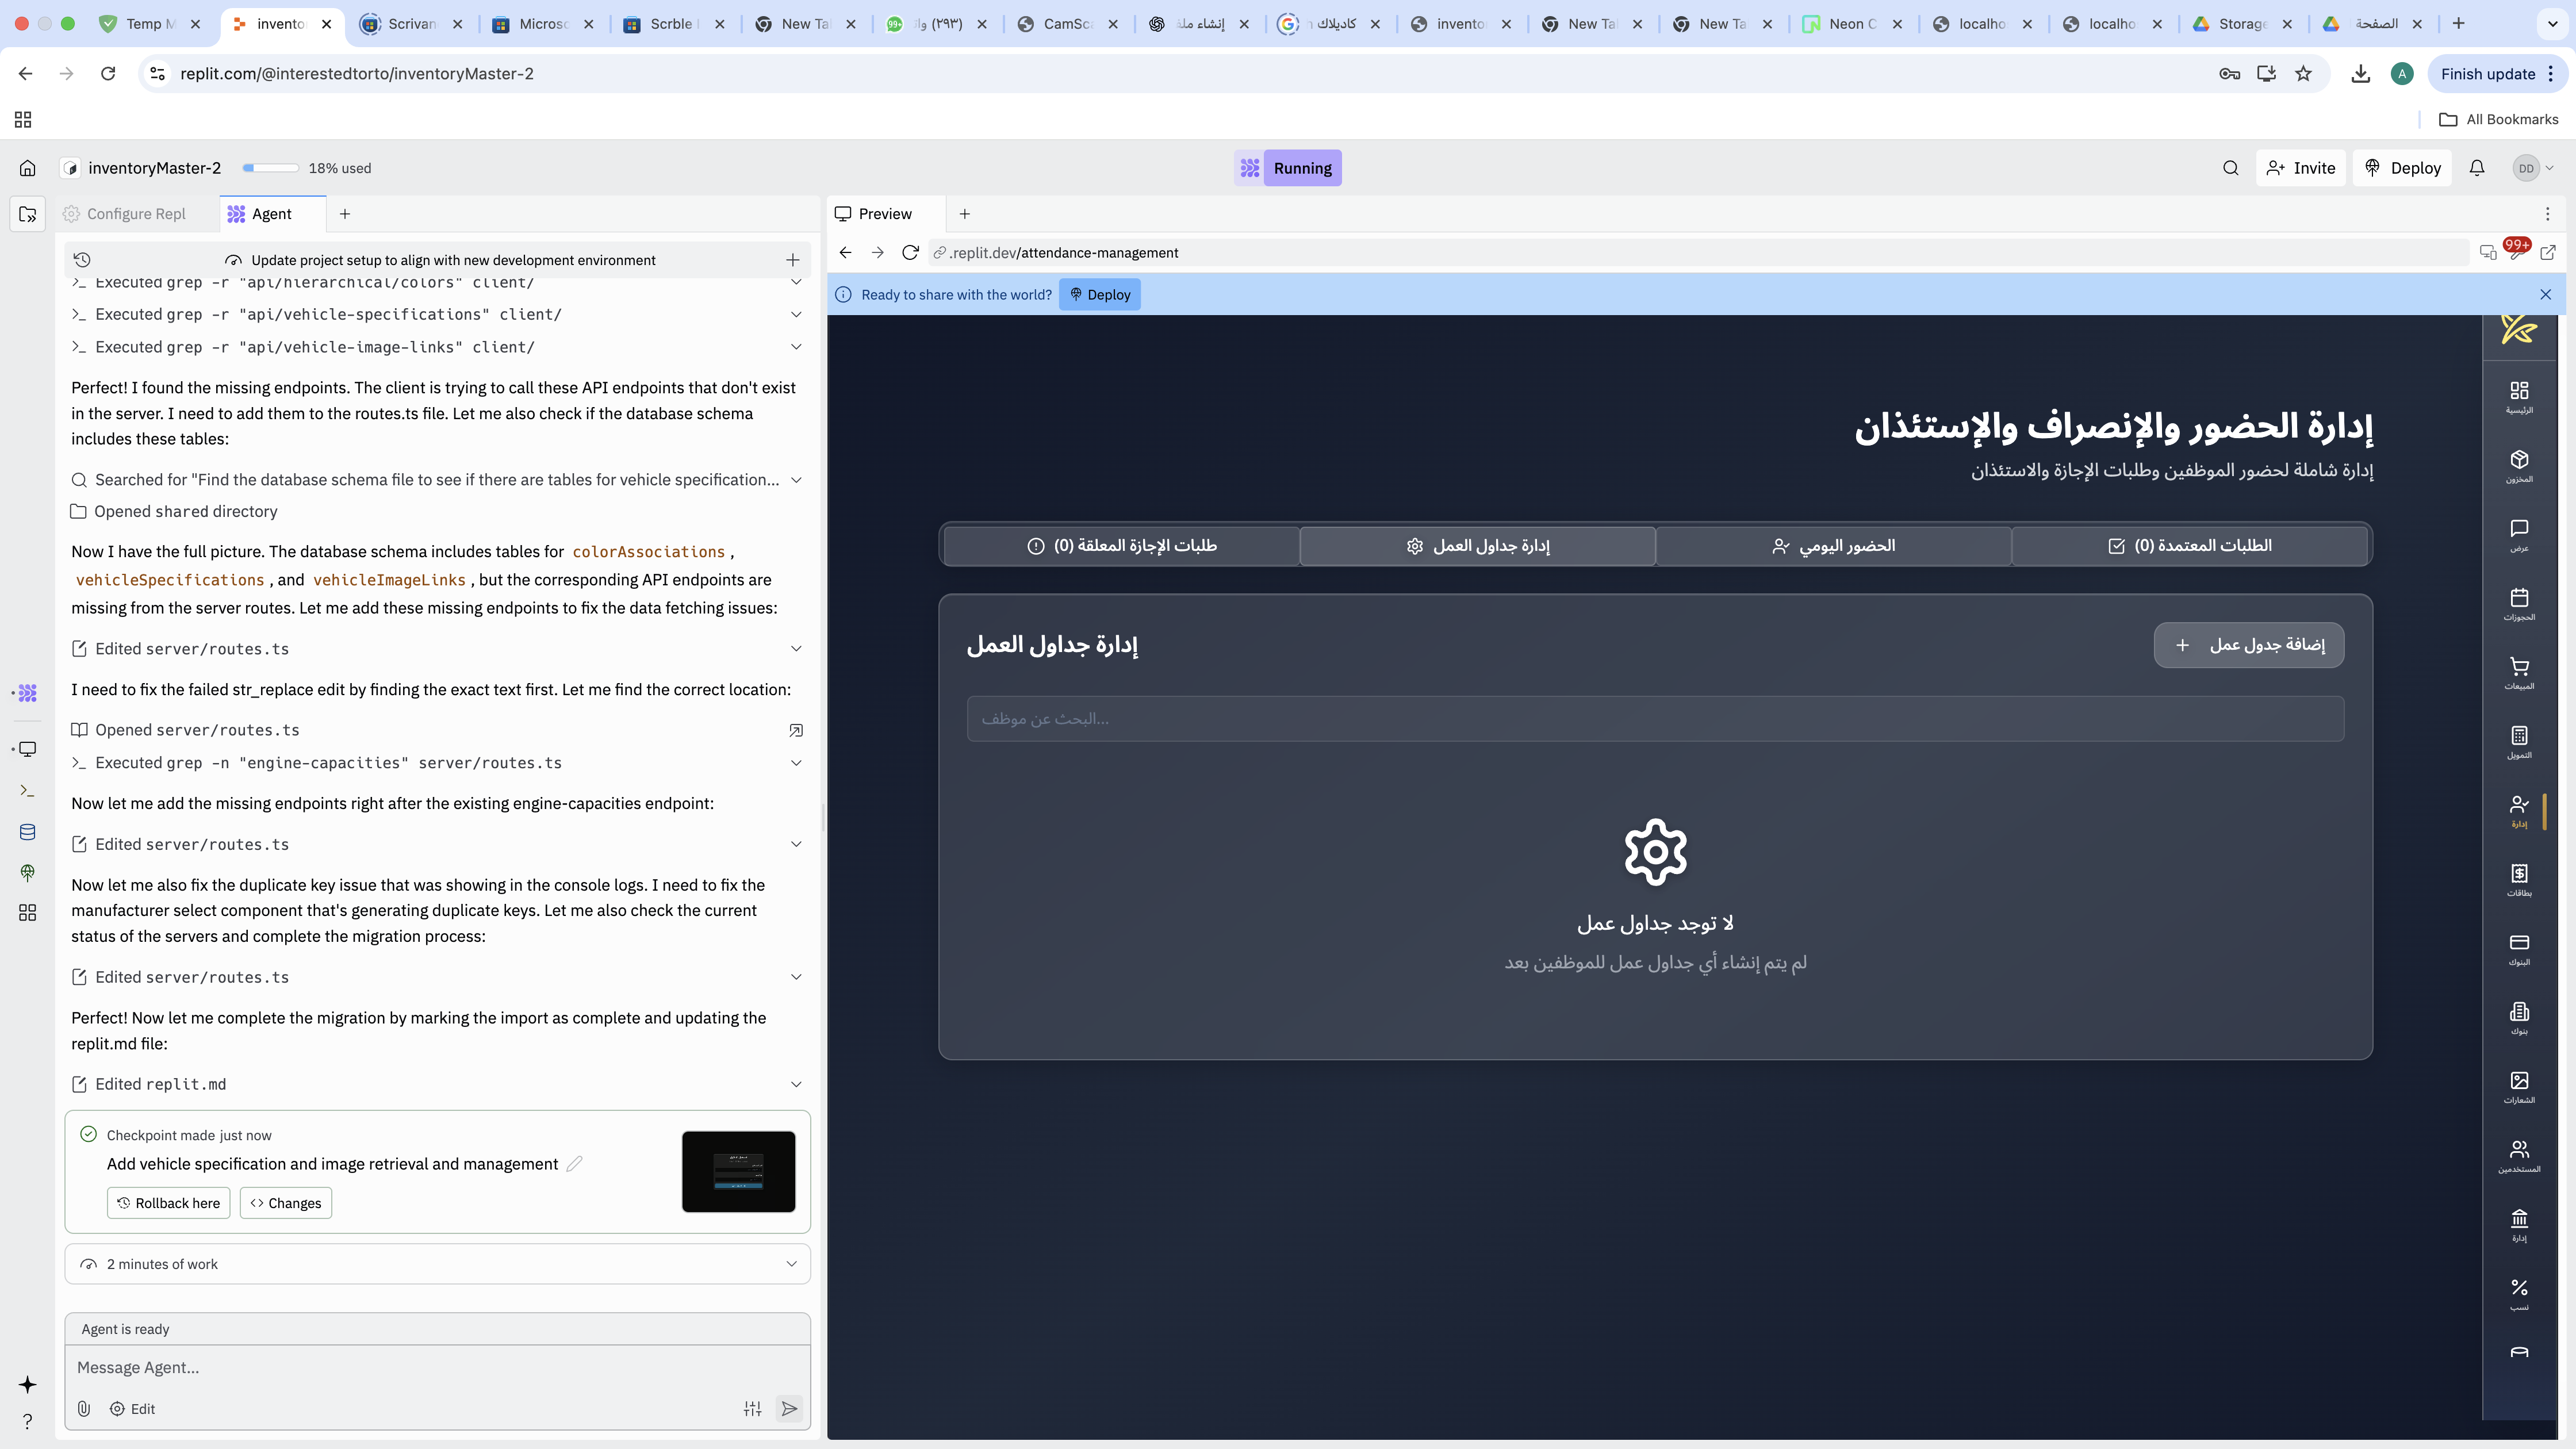 Temp M
invento
Scrivan
Micros
Scrble
New Ta
(٢٩٣) وات
CamSc
إنشاء ملف
كاديلاك
invento
New Ta
New Ta
Neon C
localho
localho
Storage
الصفحة
replit.com/@interestedtorto/inventoryMaster-2
A
Finish update
All Bookmarks
inventoryMaster-2
18% used
Running
Invite
Deploy
DD
Configure Repl
Agent
Update project setup to align with new development environment
Executed grep -r "api/hierarchical/colors" client/
Executed grep -r "api/vehicle-specifications" client/
Executed grep -r "api/vehicle-image-links" client/
Perfect! I found the missing endpoints. The client is trying to call these API endpoints that don't exist
in the server. I need to add them to the routes.ts file. Let me also check if the database schema
includes these tables:
Searched for "Find the database schema file to see if there are tables for vehicle specification...
Opened shared directory
Now I have the full picture. The database schema includes tables for colorAssociations ,
vehicleSpecifications , and vehicleImageLinks , but the corresponding API endpoints are
missing from the server routes. Let me add these missing endpoints to fix the data fetching issues:
Edited server/routes.ts
I need to fix the failed str_replace edit by finding the exact text first. Let me find the correct location:
Opened server/routes.ts
Executed grep -n "engine-capacities" server/routes.ts
Now let me add the missing endpoints right after the existing engine-capacities endpoint:
Edited server/routes.ts
Now let me also fix the duplicate key issue that was showing in the console logs. I need to fix the
manufacturer select component that's generating duplicate keys. Let me also check the current
status of the servers and complete the migration process:
Edited server/routes.ts
Perfect! Now let me complete the migration by marking the import as complete and updating the
replit.md file:
Edited replit.md
Checkpoint made just now
Add vehicle specification and image retrieval and management
Rollback here
Changes
2 minutes of work
Agent is ready
Message Agent...
Edit
Preview
.replit.dev/attendance-management
99+
Ready to share with the world?
Deploy
إدارة الحضور والإنصراف والإستئذان
إدارة شاملة لحضور الموظفين وطلبات الإجازة والاستئذان
الطلبات المعتمدة (0)
الحضور اليومي
إدارة جداول العمل
طلبات الإجازة المعلقة (0)
إضافة جدول عمل
إدارة جداول العمل
البحث عن موظف...
لا توجد جداول عمل
لم يتم إنشاء أي جداول عمل للموظفين بعد
الرئيسية
المخزون
عرض
الحجوزات
المبيعات
التمويل
إدارة
بطاقات
البنوك
بنوك
الشعارات
المستخدمين
إدارة
نسب